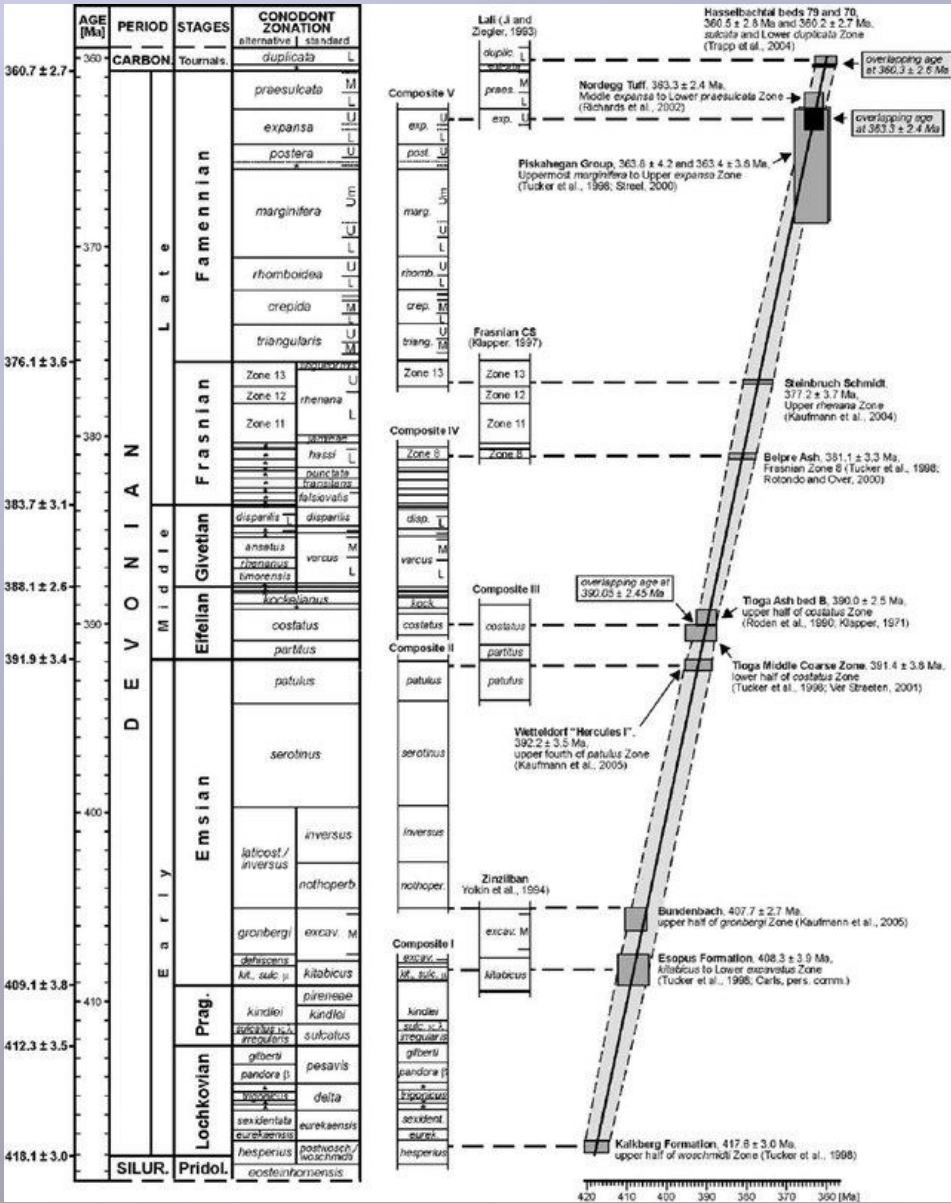 AGE
[Ma]
PERIOD
STAGES
CONODONT
ZONATION
alternative
standard
360
370
380
390
400
410
360.7 ± 2.7
376.1 ± 3.6
383.7 ± 3.1
388.1 ± 2.6
391.9 ± 3.4
409.1 ± 3.8
412.3 ± 3.5
418.1 ± 3.0
CARBON.
DEVONIAN
SILUR.
Late
Middle
Early
Tournais.
Famennian
Frasnian
Givetian
Eifelian
Emsian
Prag.
Lochkovian
Pridol.
duplicata L
praesulcata M L
expansa U L
postera U
marginifera Um U U L
rhomboidea U L
crepida M L
triangularis U M
Zone 13
Zone 12
Zone 11
rhenana U L
hassi L
punctata
transitans
falsiovalis
disparilis L
disparilis
ansatus
rhenanus
timorensis
varcus M L
kockelianus
costatus
partitus
patulus
serotinus
laticost./
inversus
inversus
nothoperb.
gronbergi
excav. M
dehiscens
kit., sulc. µ
kitabicus
pireneae
kindlei
kindlei
sulcatus κ λ
irregularis
sulcatus
gilberti
pandora β
pesavis
trigonicus
delta
sexidentata
eurekaensis
eurekaensis
hesperius
postwosch./
woschmidti
eosteinhornensis
Composite V
exp. U L
post. U
marg. Um U U L
rhomb. U L
crep. M L
triang. U M
Zone 13
Composite IV
Zone 8
disp. L
varcus M L
kock.
costatus
Composite II
patulus
serotinus
inversus
nothoper.
Composite I
excav.
kit., sulc. µ
kindlei
sulc. κ λ
irregularis
gilberti
pandora β
trigonicus
sexident.
eurek.
hesperius
Lali (Ji and
Ziegler, 1993)
duplic. L
praes. M L
exp. U
Frasnian CS
(Klapper, 1997)
Zone 13
Zone 12
Zone 11
Zone 8
Composite III
costatus
partitus
patulus
Zinzilban
Yolkin et al., 1994)
excav. M
kitabicus
Hasselbachtal beds 79 and 70,
360.5 ± 2.8 Ma and 360.2 ± 2.7 Ma,
sulcata and Lower duplicata Zone
(Trapp et al., 2004)
overlapping age
at 360.3 ± 2.6 Ma
Nordegg Tuff, 363.3 ± 2.4 Ma,
Middle expansa to Lower praesulcata Zone
(Richards et al., 2002)
overlapping age
at 363.3 ± 2.4 Ma
Piskahegan Group, 363.8 ± 4.2 and 363.4 ± 3.8 Ma,
Uppermost marginifera to Upper expansa Zone
(Tucker et al., 1998; Streel, 2000)
Steinbruch Schmidt,
377.2 ± 3.7 Ma,
Upper rhenana Zone
(Kaufmann et al., 2004)
Belpre Ash, 381.1 ± 3.3 Ma,
Frasnian Zone 8 (Tucker et al., 1998;
Rotondo and Over, 2000)
overlapping age at
390.05 ± 2.45 Ma
Tioga Ash bed B, 390.0 ± 2.5 Ma,
upper half of costatus Zone
(Roden et al., 1990; Klapper, 1971)
Tioga Middle Coarse Zone, 391.4 ± 3.8 Ma,
lower half of costatus Zone
(Tucker et al., 1998; Ver Straeten, 2001)
Wetteldorf "Hercules I",
392.2 ± 3.5 Ma,
upper fourth of patulus Zone
(Kaufmann et al., 2005)
Bundenbach, 407.7 ± 2.7 Ma,
upper half of gronbergi Zone (Kaufmann et al., 2005)
Esopus Formation, 408.3 ± 3.9 Ma,
kitabicus to Lower excavatus Zone
(Tucker et al., 1998; Carls, pers. comm.)
Kalkberg Formation, 417.6 ± 3.0 Ma,
upper half of woschmidti Zone (Tucker et al., 1998)
420 410 400 390 380 370 360 [Ma]